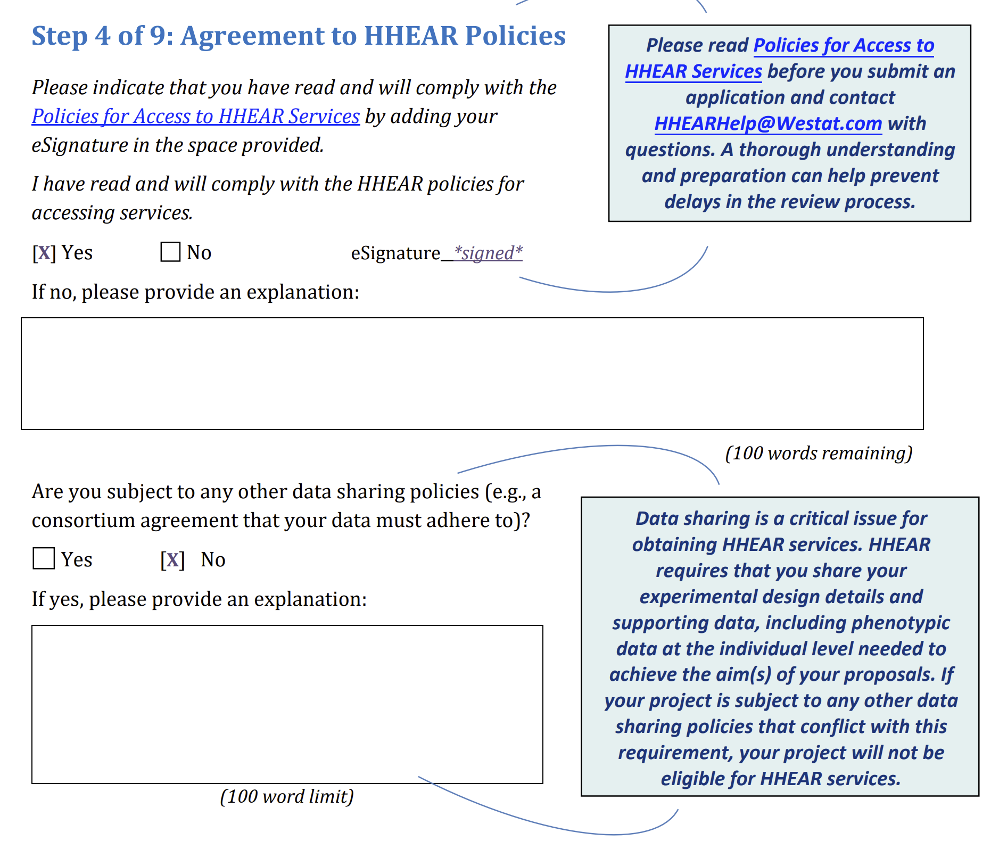 Step 4 of 9: Agreement to HHEAR Policies
Please indicate that you have read and will comply with the
Policies for Access to HHEAR Services by adding your
eSignature in the space provided.
I have read and will comply with the HHEAR policies for
accessing services.
[X] Yes ☐ No eSignature_*signed*
If no, please provide an explanation:
Please read Policies for Access to
HHEAR Services before you submit an
application and contact
HHEARHelp@Westat.com with
questions. A thorough understanding
and preparation can help prevent
delays in the review process.
(100 words remaining)
Are you subject to any other data sharing policies (e.g., a
consortium agreement that your data must adhere to)?
☐ Yes [X] No
If yes, please provide an explanation:
(100 word limit)
Data sharing is a critical issue for
obtaining HHEAR services. HHEAR
requires that you share your
experimental design details and
supporting data, including phenotypic
data at the individual level needed to
achieve the aim(s) of your proposals. If
your project is subject to any other data
sharing policies that conflict with this
requirement, your project will not be
eligible for HHEAR services.